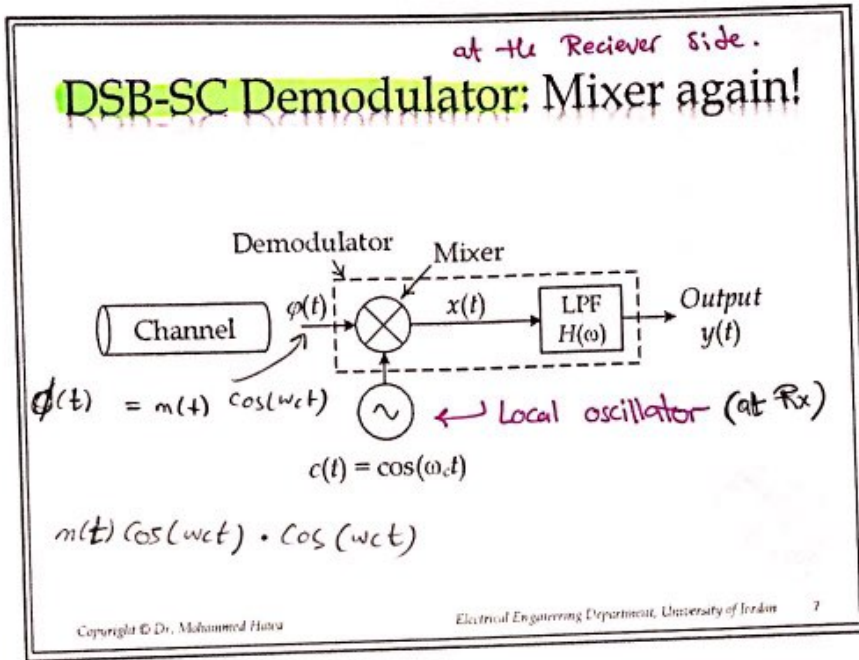 at the Reciever side.
DSB-SC Demodulator: Mixer again!
Demodulator
Mixer
Channel
φ(t)
x(t)
LPF
H(ω)
Output
y(t)
ϕ(t) = m(t) cos(wct)
~
Local oscillator (at Rx)
c(t) = cos(ω_c t)
m(t) cos(wct) · cos(wct)
Copyright © Dr. Mohammed Hawa
Electrical Engineering Department, University of Jordan
7